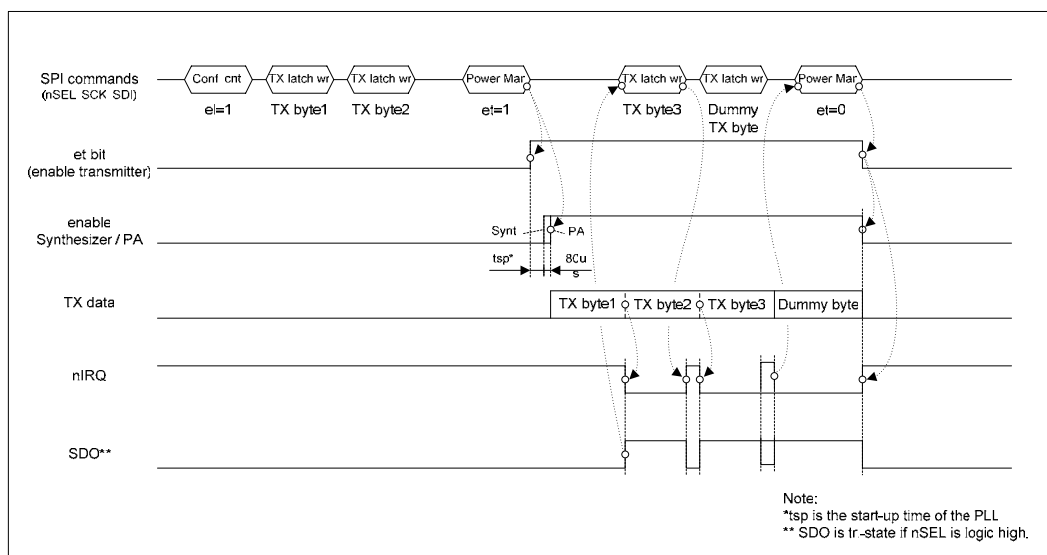 SPI commands
(nSEL SCK SDI)
Conf cnt
TX latch wr
TX latch wr
Power Man
TX latch wr
TX latch wr
Power Man
el=1
TX byte1
TX byte2
et=1
TX byte3
Dummy
TX byte
et=0
et bit
(enable transmitter)
enable
Synthesizer / PA
Synt
PA
tsp*
80u
s
TX data
TX byte1
TX byte2
TX byte3
Dummy byte
nIRQ
SDO**
Note:
*tsp is the start-up time of the PLL
** SDO is tri-state if nSEL is logic high.